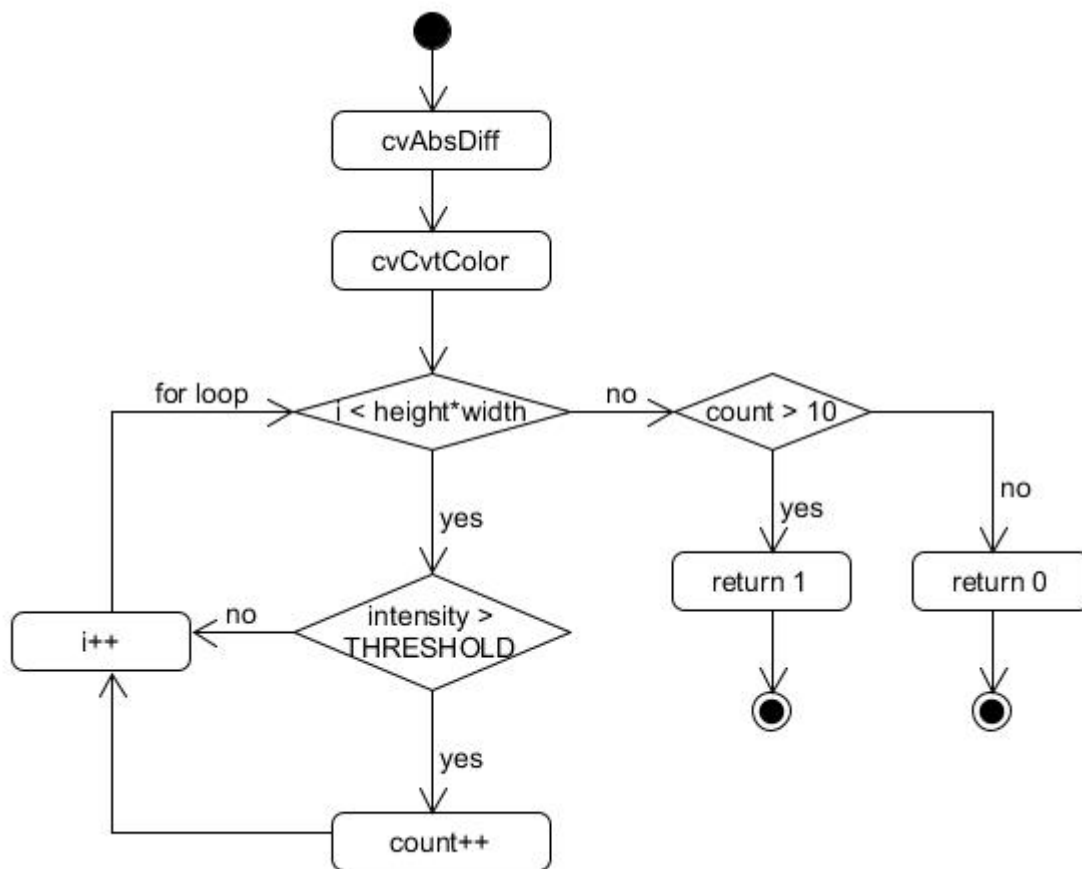 cvAbsDiff
cvCvtColor
for loop
i < height*width
no
count > 10
yes
yes
no
return 1
return 0
no
intensity >
THRESHOLD
i++
yes
count++